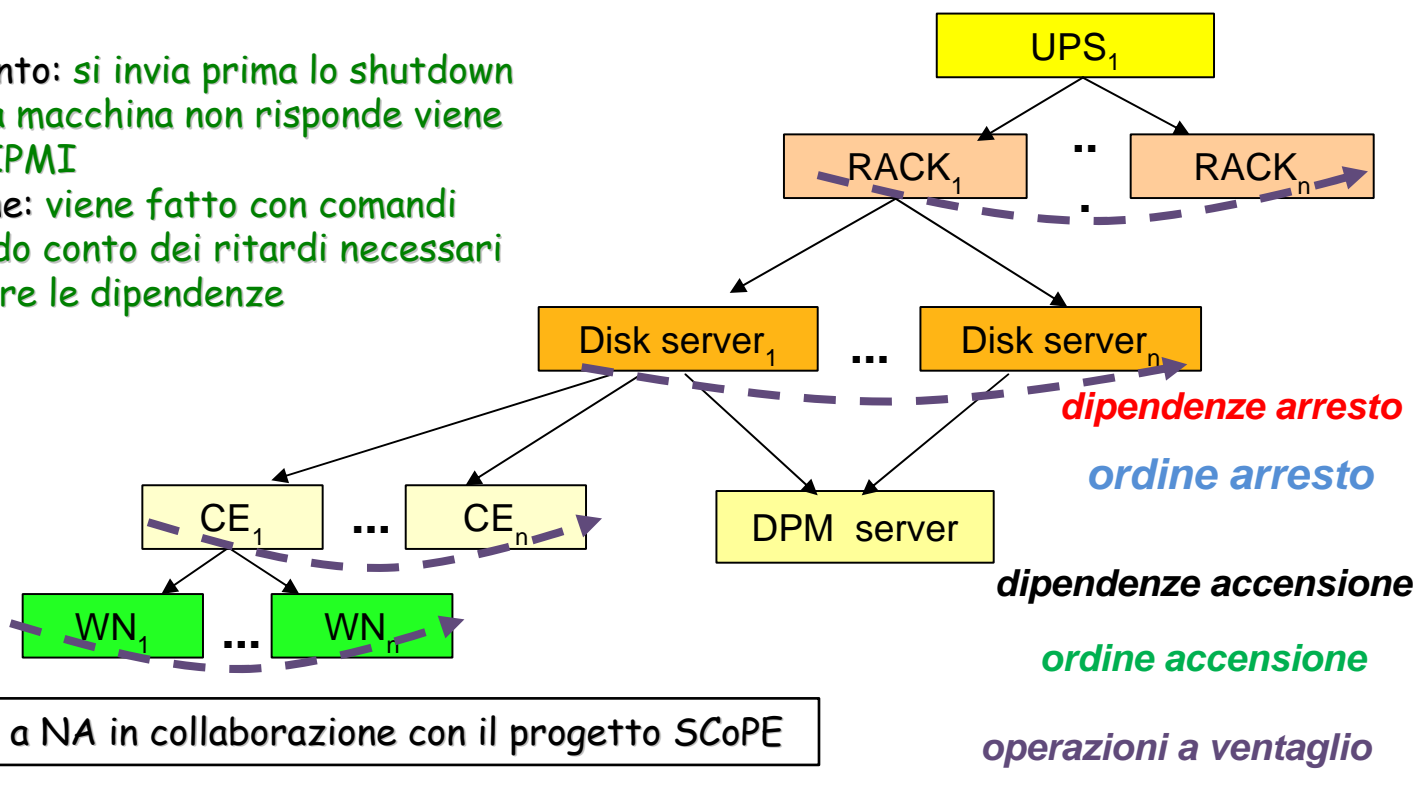 nto: si invia prima lo shutdown
a macchina non risponde viene
IPMI
ne: viene fatto con comandi
do conto dei ritardi necessari
re le dipendenze
UPS1
RACK1 ... RACKn
Disk server1 ... Disk servern
dipendenze arresto
ordine arresto
CE1 ... CEn
DPM server
dipendenze accensione
WN1 ... WNn
ordine accensione
a NA in collaborazione con il progetto SCoPE
operazioni a ventaglio